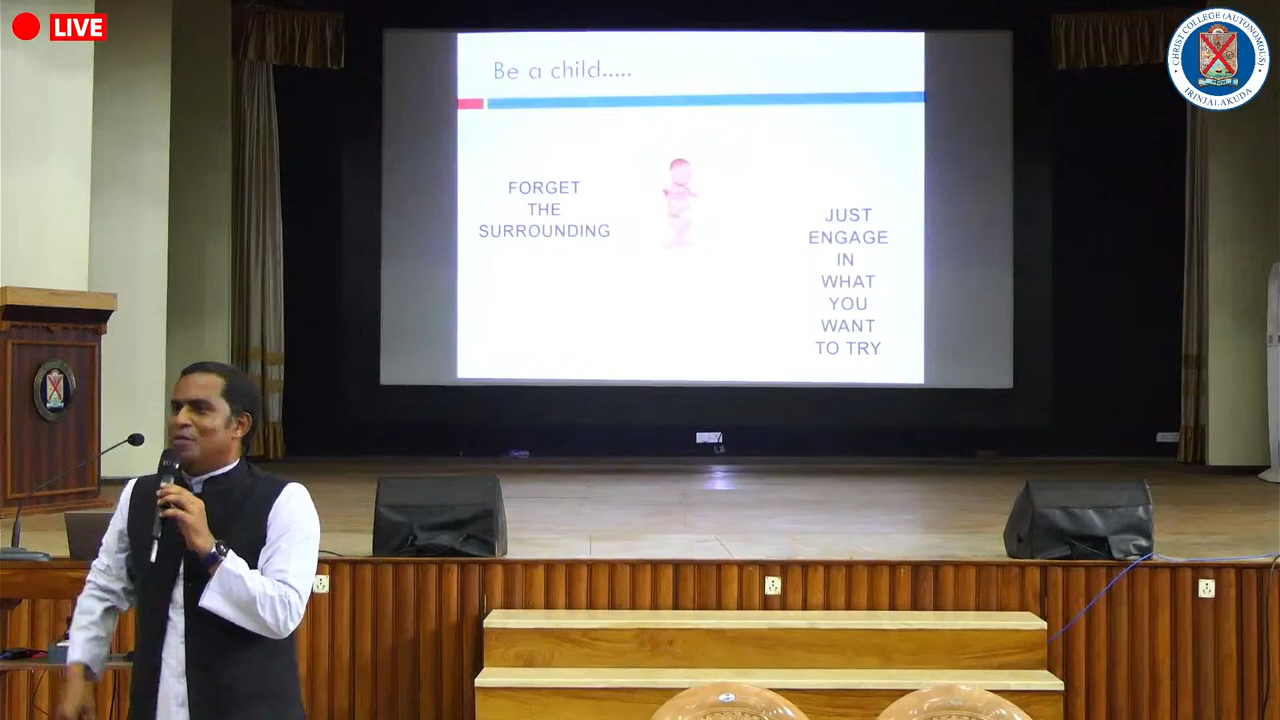 LIVE
CHRIST COLLEGE (AUTONOMOUS)
IRINJALAKUDA
Be a child.....
FORGET
THE
SURROUNDING
JUST
ENGAGE
IN
WHAT
YOU
WANT
TO TRY